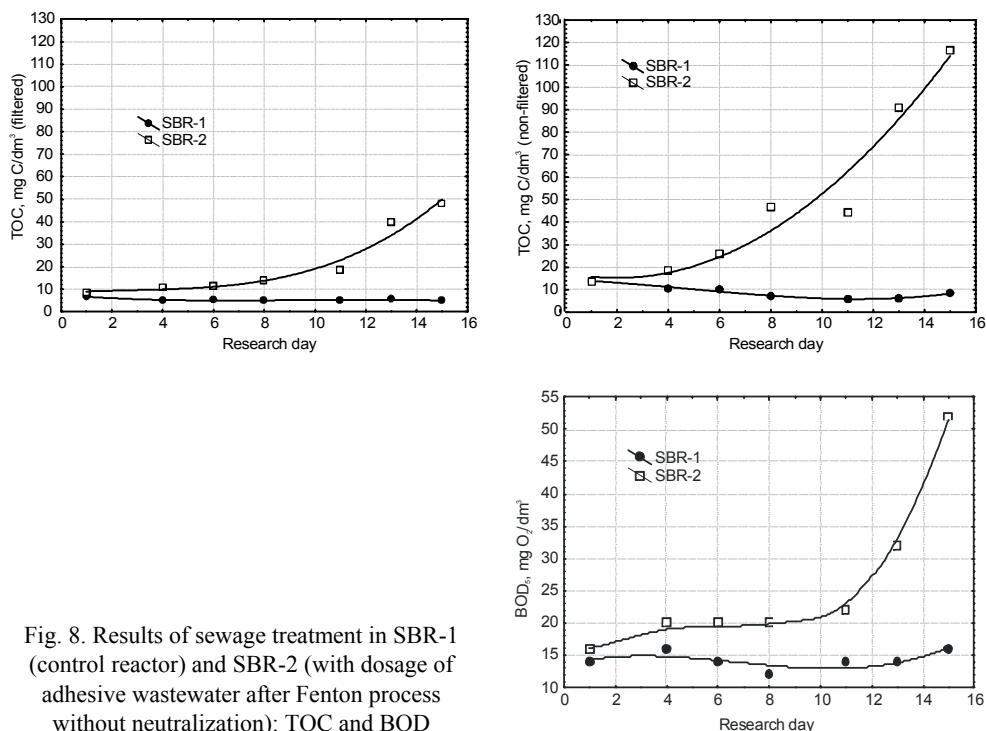 TOC, mg C/dm³ (filtered)
130
120
110
100
90
80
70
60
50
40
30
20
10
0
SBR-1
SBR-2
0 2 4 6 8 10 12 14 16
Research day
TOC, mg C/dm³ (non-filtered)
130
120
110
100
90
80
70
60
50
40
30
20
10
0
SBR-1
SBR-2
0 2 4 6 8 10 12 14 16
Research day
BOD₅, mg O₂/dm³
55
50
45
40
35
30
25
20
15
10
SBR-1
SBR-2
0 2 4 6 8 10 12 14 16
Research day
Fig. 8. Results of sewage treatment in SBR-1
(control reactor) and SBR-2 (with dosage of
adhesive wastewater after Fenton process
without neutralization): TOC and BOD